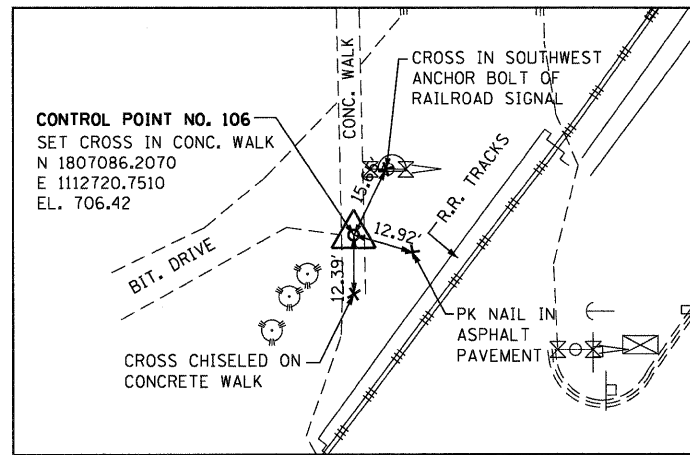 CONTROL POINT NO. 106
SET CROSS IN CONC. WALK
N 1807086.2070
E 1112720.7510
EL. 706.42
CONC. WALK
CROSS IN SOUTHWEST
ANCHOR BOLT OF
RAILROAD SIGNAL
R.R. TRACKS
12.92'
12.39'
BIT. DRIVE
CROSS CHISELED ON
CONCRETE WALK
PK NAIL IN
ASPHALT
PAVEMENT